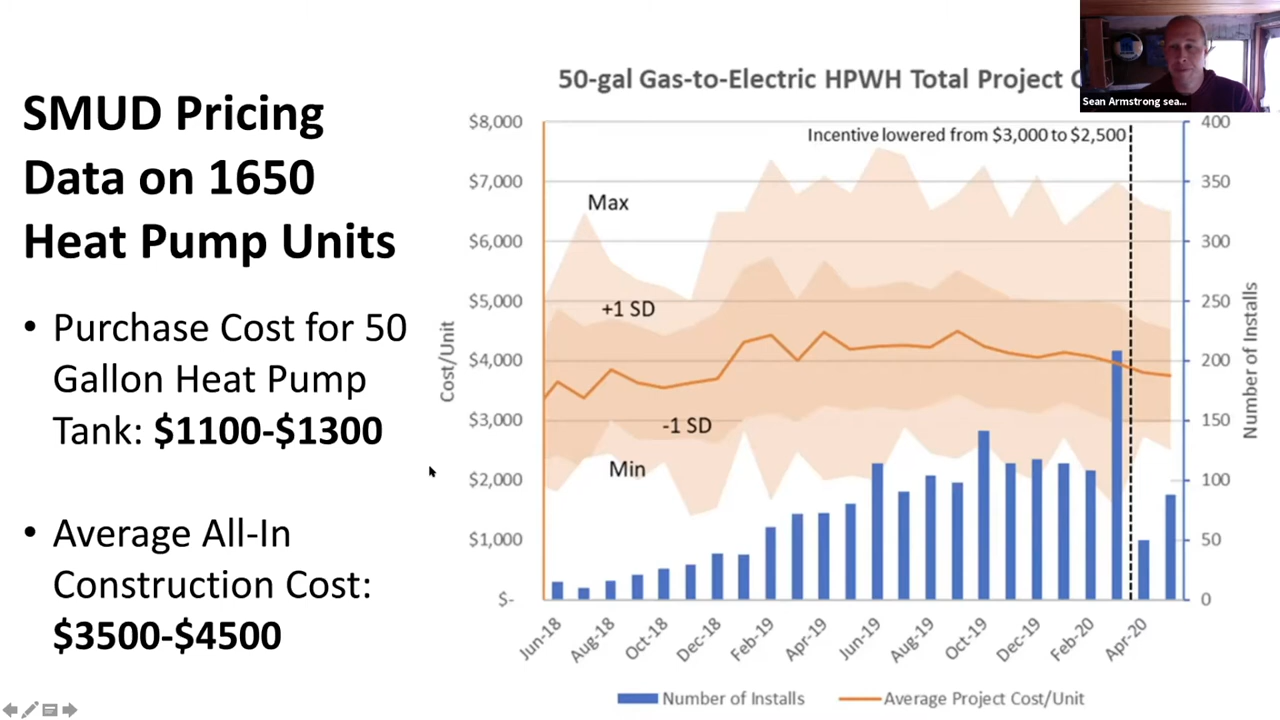 SMUD Pricing
Data on 1650
Heat Pump Units
• Purchase Cost for 50
Gallon Heat Pump
Tank: $1100-$1300
• Average All-In
Construction Cost:
$3500-$4500
50-gal Gas-to-Electric HPWH Total Project
Sean Armstrong sea...
Incentive lowered from $3,000 to $2,500
$8,000
$7,000
$6,000
$5,000
$4,000
$3,000
$2,000
$1,000
$-
Cost/Unit
Max
+1 SD
-1 SD
Min
400
350
300
250
200
150
100
50
0
Number of Installs
Jun-18
Aug-18
Oct-18
Dec-18
Feb-19
Apr-19
Jun-19
Aug-19
Oct-19
Dec-19
Feb-20
Apr-20
Number of Installs
Average Project Cost/Unit